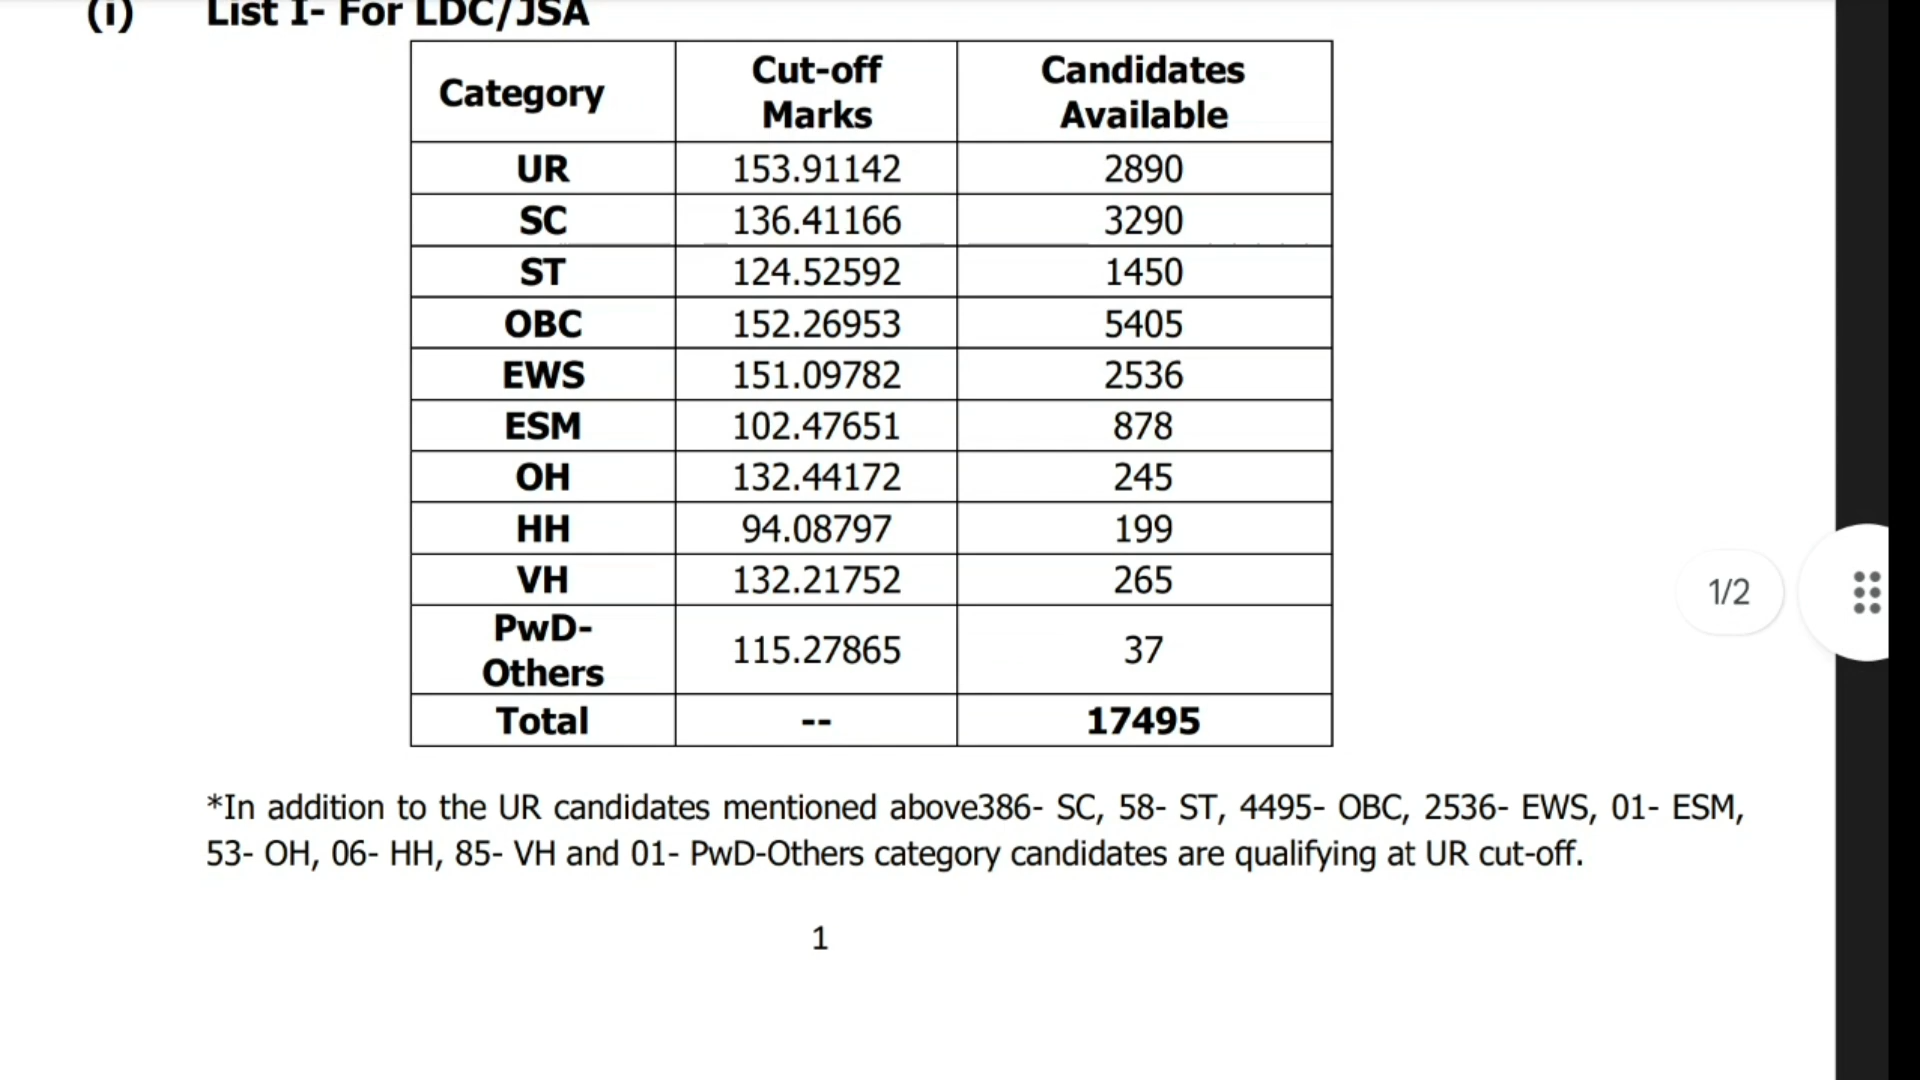 (i) List I- For LDC/JSA
Category Cut-off Marks Candidates Available
UR 153.91142 2890
SC 136.41166 3290
ST 124.52592 1450
OBC 152.26953 5405
EWS 151.09782 2536
ESM 102.47651 878
OH 132.44172 245
HH 94.08797 199
VH 132.21752 265
PwD-Others 115.27865 37
Total -- 17495
*In addition to the UR candidates mentioned above386- SC, 58- ST, 4495- OBC, 2536- EWS, 01- ESM,
53- OH, 06- HH, 85- VH and 01- PwD-Others category candidates are qualifying at UR cut-off.
1
1/2